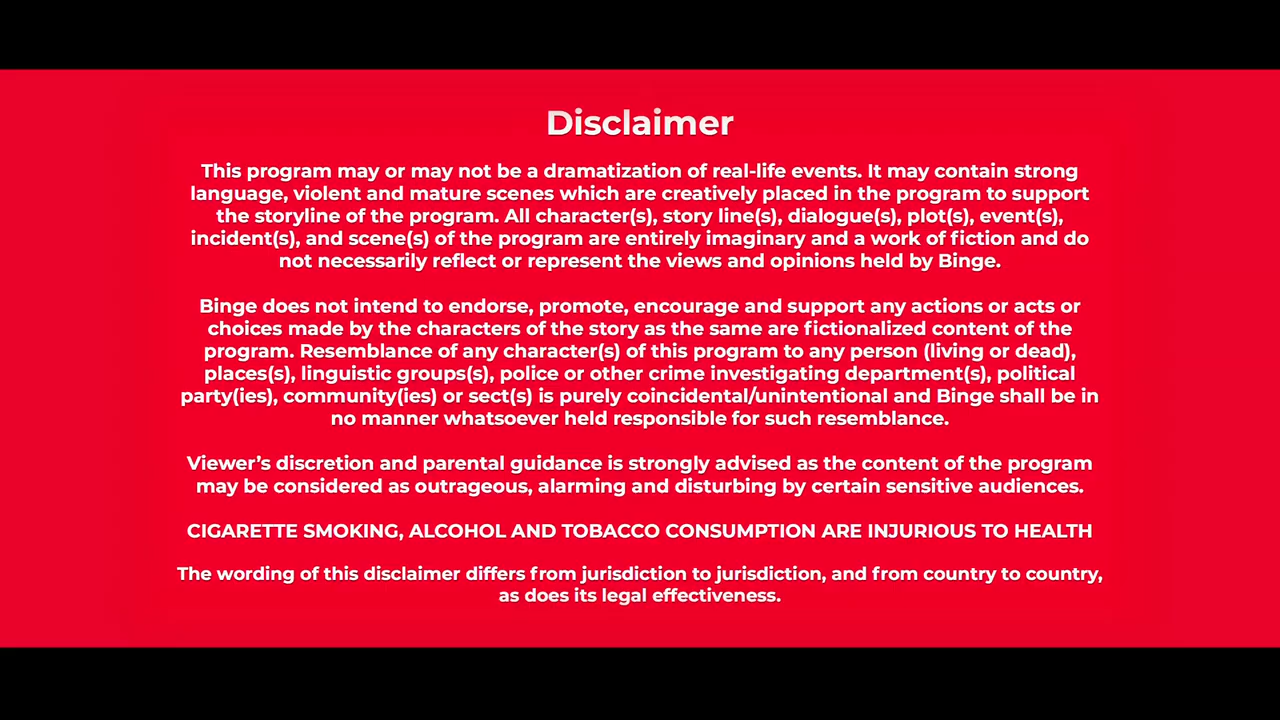 Disclaimer
This program may or may not be a dramatization of real-life events. It may contain strong
language, violent and mature scenes which are creatively placed in the program to support
the storyline of the program. All character(s), story line(s), dialogue(s), plot(s), event(s),
incident(s), and scene(s) of the program are entirely imaginary and a work of fiction and do
not necessarily reflect or represent the views and opinions held by Binge.
Binge does not intend to endorse, promote, encourage and support any actions or acts or
choices made by the characters of the story as the same are fictionalized content of the
program. Resemblance of any character(s) of this program to any person (living or dead),
places(s), linguistic groups(s), police or other crime investigating department(s), political
party(ies), community(ies) or sect(s) is purely coincidental/unintentional and Binge shall be in
no manner whatsoever held responsible for such resemblance.
Viewer’s discretion and parental guidance is strongly advised as the content of the program
may be considered as outrageous, alarming and disturbing by certain sensitive audiences.
CIGARETTE SMOKING, ALCOHOL AND TOBACCO CONSUMPTION ARE INJURIOUS TO HEALTH
The wording of this disclaimer differs from jurisdiction to jurisdiction, and from country to country,
as does its legal effectiveness.